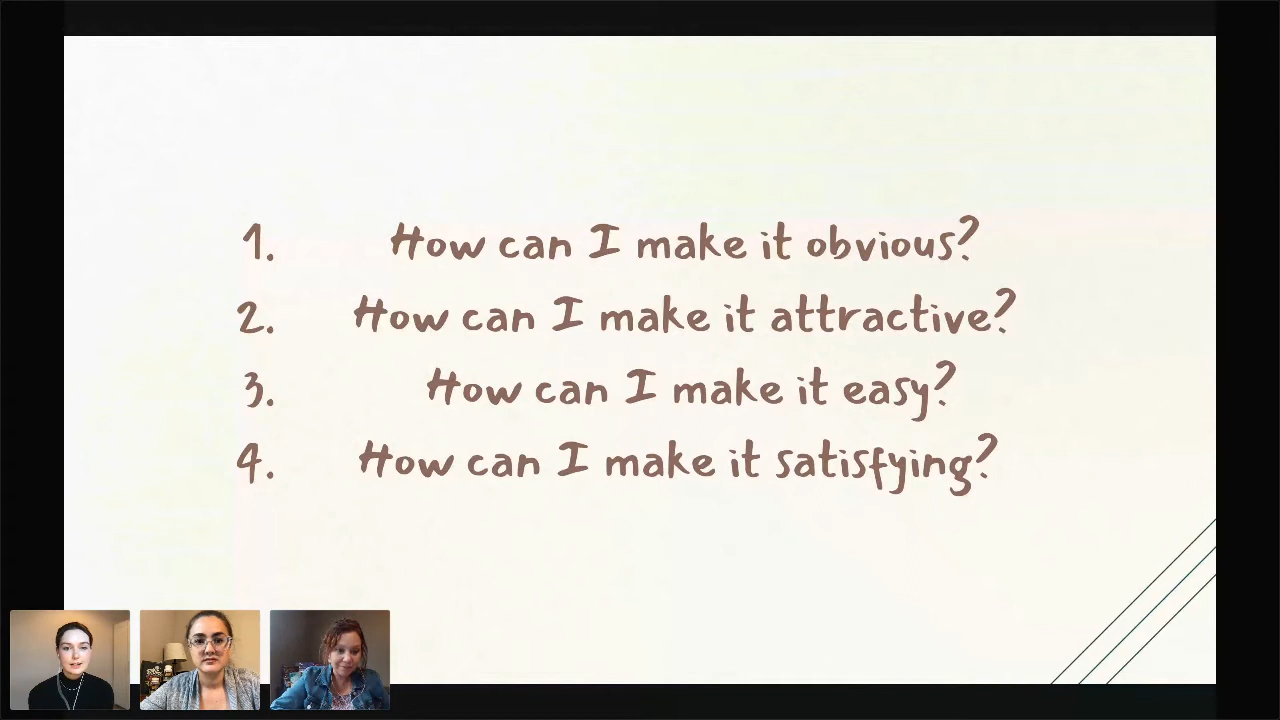 1. How can I make it obvious?
2. How can I make it attractive?
3. How can I make it easy?
4. How can I make it satisfying?